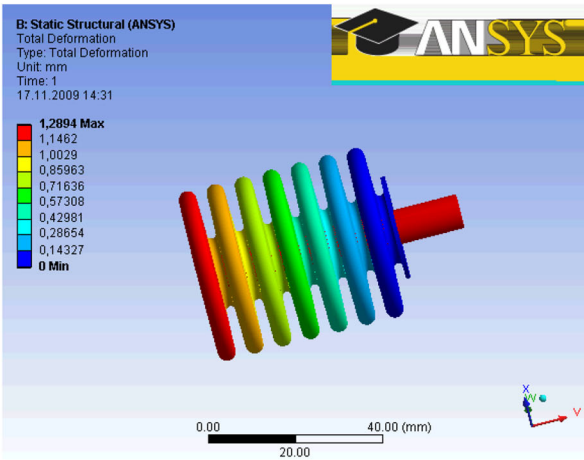 B: Static Structural (ANSYS)
Total Deformation
Type: Total Deformation
Unit: mm
Time: 1
17.11.2009 14:31
ANSYS
1,2894 Max
1,1462
1,0029
0,85963
0,71636
0,57308
0,42981
0,28654
0,14327
0 Min
X
V
0.00
40.00 (mm)
20.00